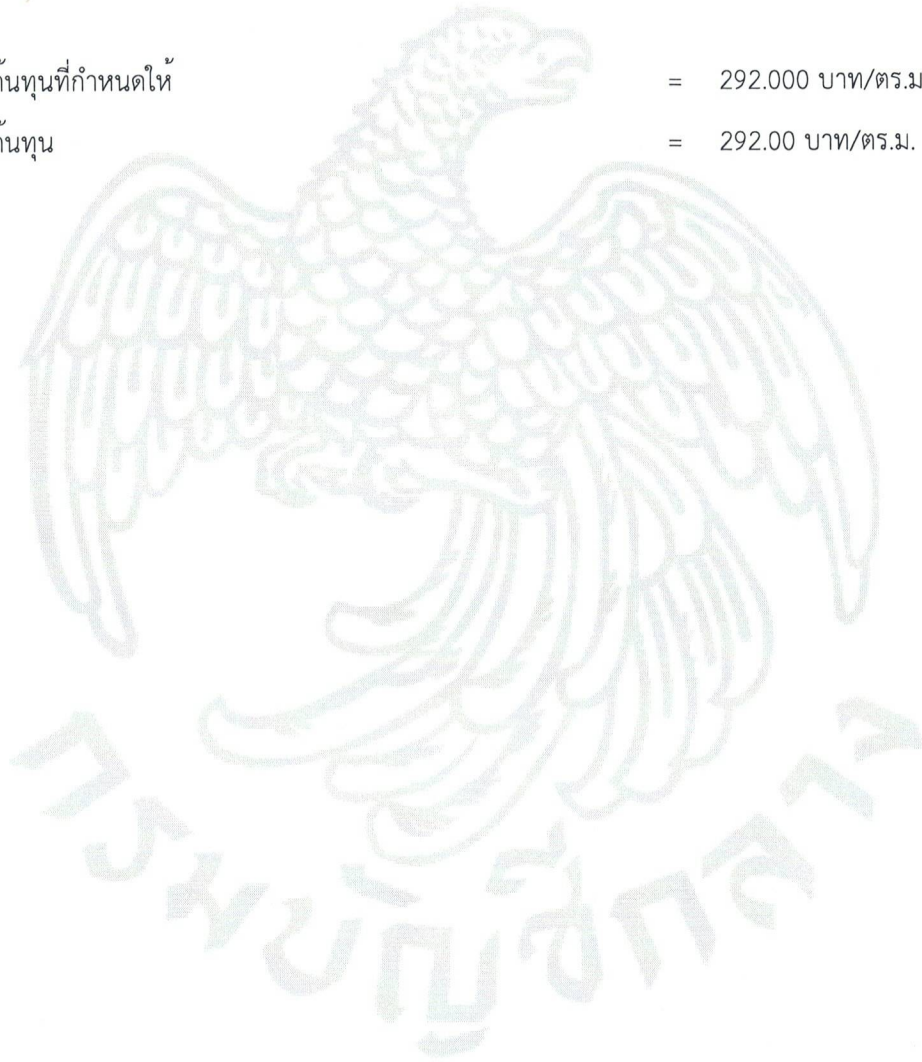 ต้นทุนที่กำหนดให้ = 292.000 บาท/ตร.ม
ต้นทุน = 292.00 บาท/ตร.ม.
กรมบัญชีกลาง